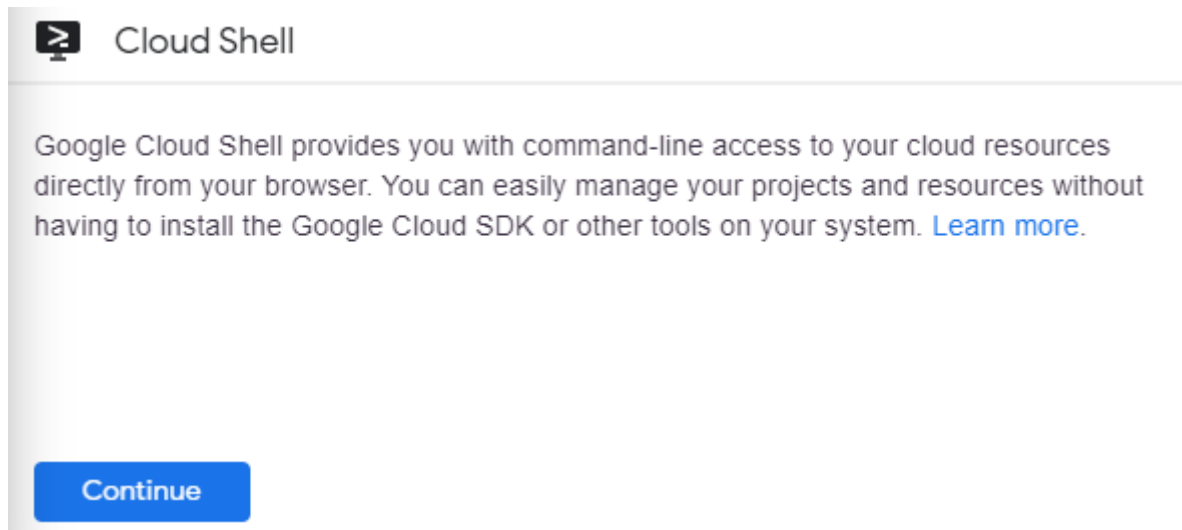 Cloud Shell
Google Cloud Shell provides you with command-line access to your cloud resources
directly from your browser. You can easily manage your projects and resources without
having to install the Google Cloud SDK or other tools on your system. Learn more.
Continue